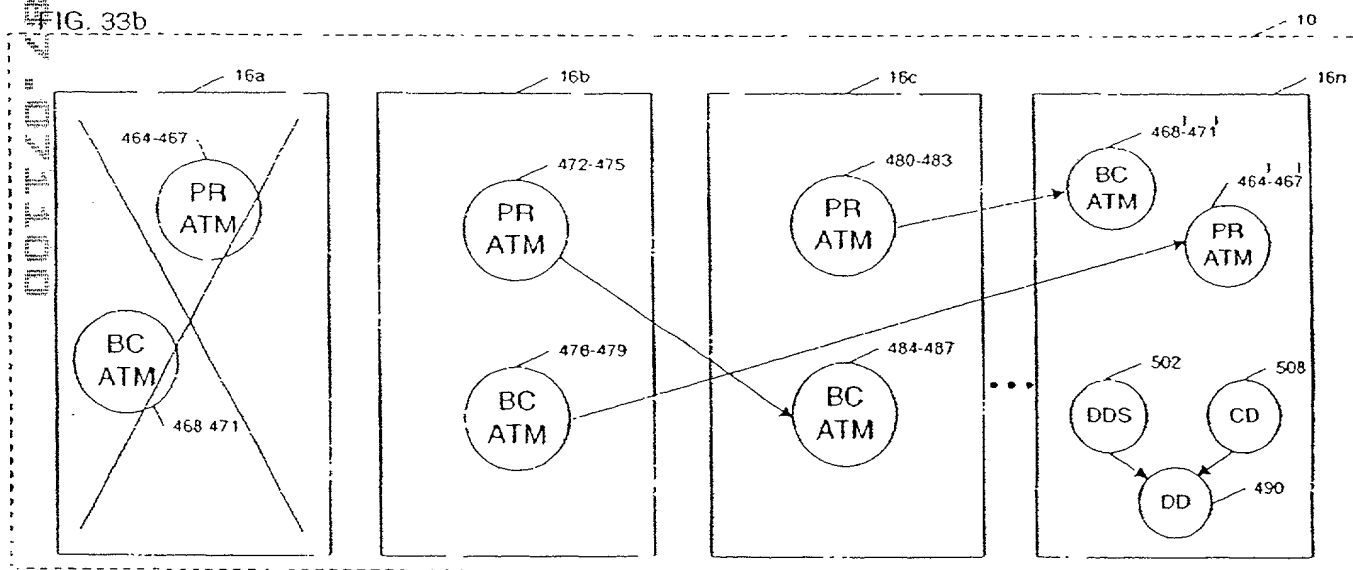 FIG. 33b
10
16a
464-467
PR
ATM
BC
ATM
468-471
16b
472-475
PR
ATM
476-479
BC
ATM
16c
480-483
PR
ATM
484-487
BC
ATM
•••
16n
468'-471'
BC
ATM
464'-467'
PR
ATM
502
DDS
508
CD
DD
490